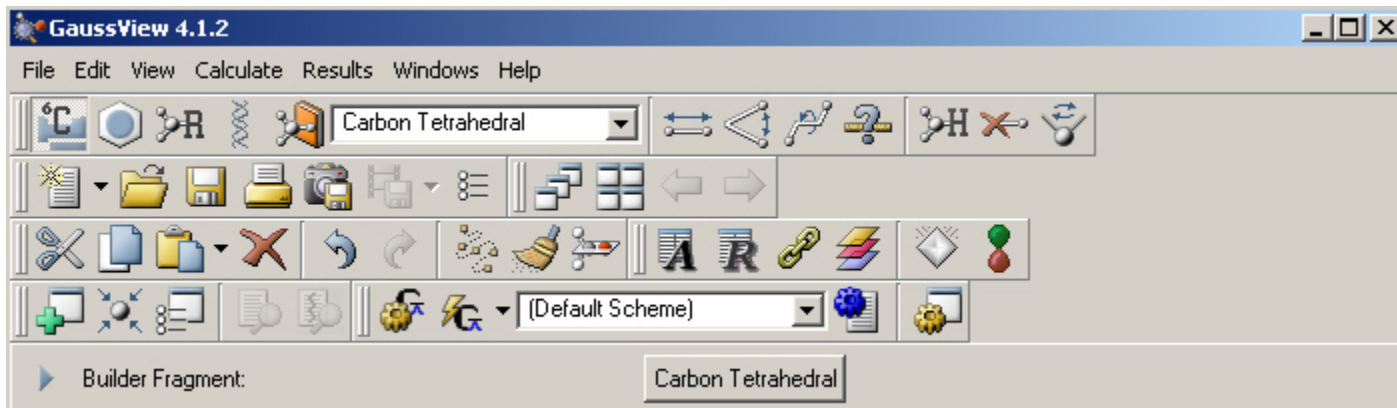 GaussView 4.1.2
File Edit View Calculate Results Windows Help
6C R Carbon Tetrahedral ? H
A R
(Default Scheme)
Builder Fragment: Carbon Tetrahedral